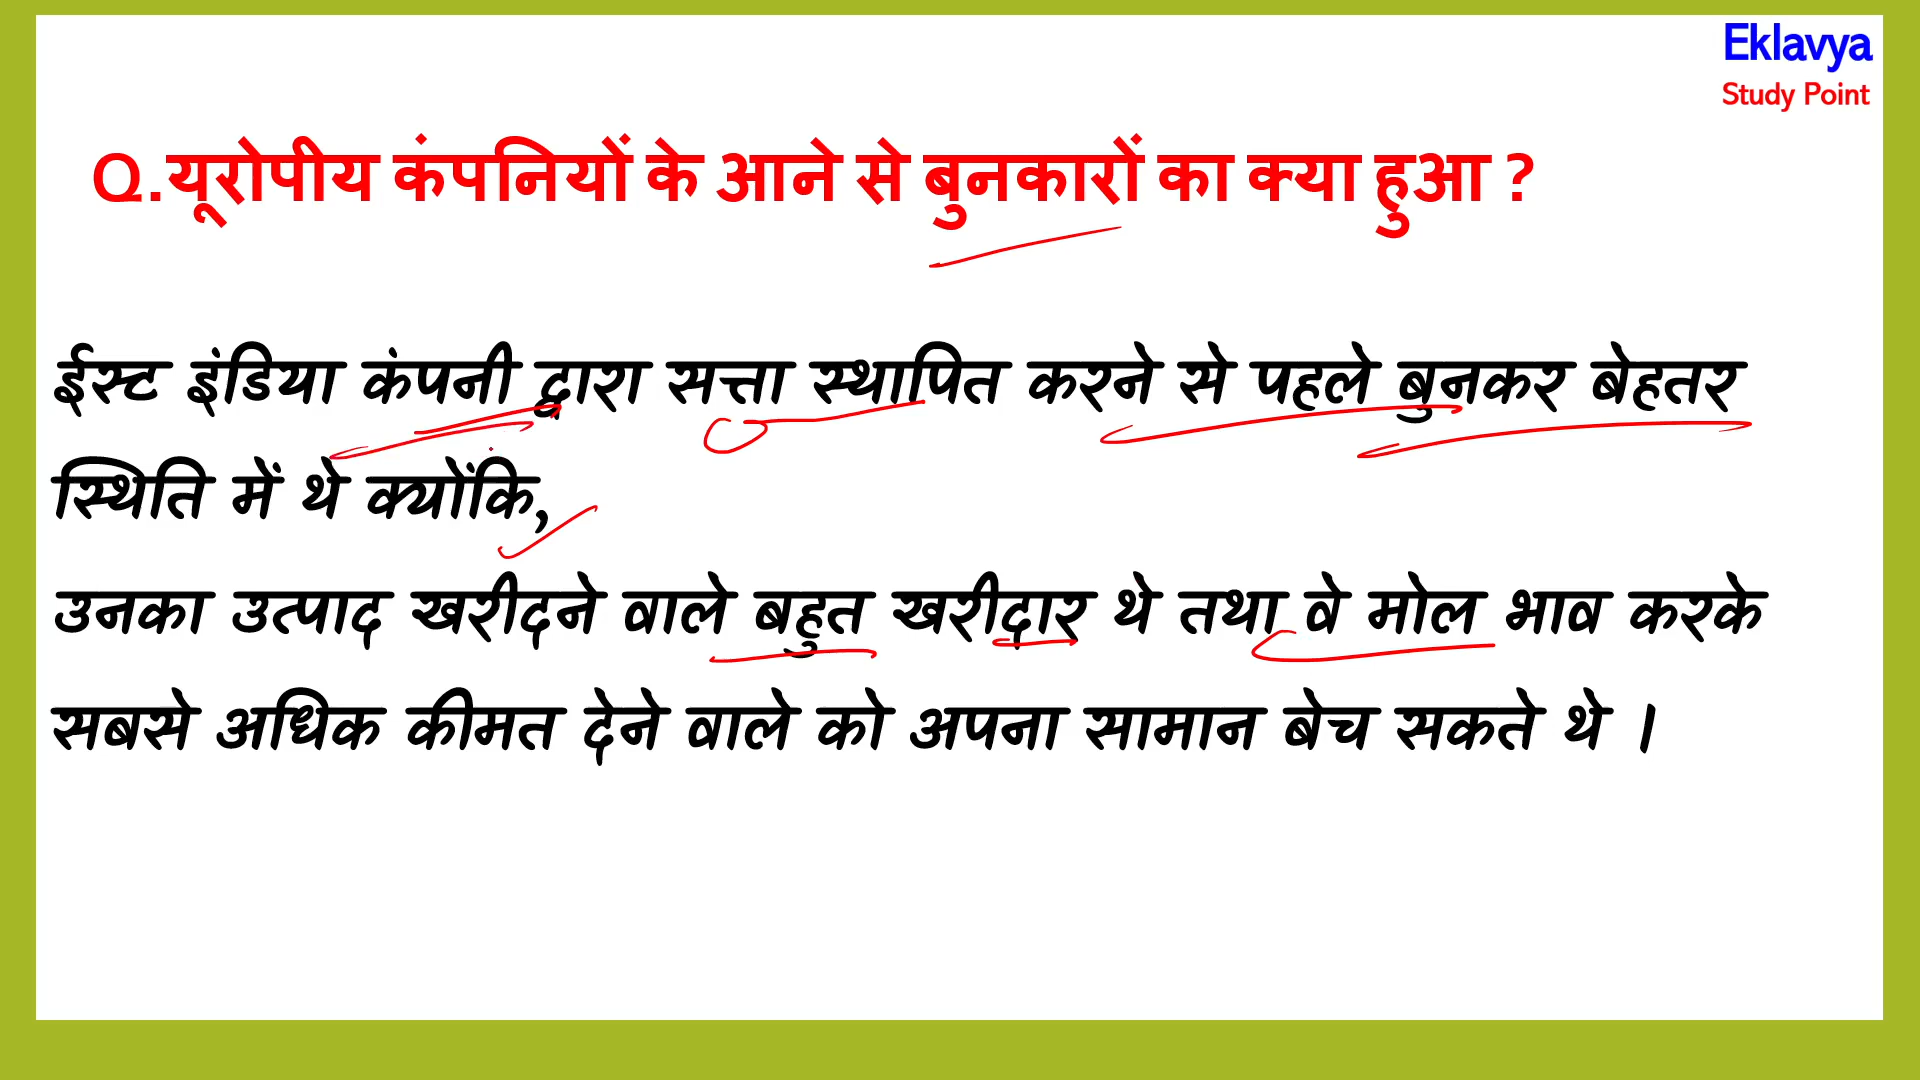 Eklavya
Study Point
Q.यूरोपीय कंपनियों के आने से बुनकारों का क्या हुआ ?
ईस्ट इंडिया कंपनी द्वारा सत्ता स्थापित करने से पहले बुनकर बेहतर
स्थिति में थे क्योंकि,
उनका उत्पाद खरीदने वाले बहुत खरीदार थे तथा वे मोल भाव करके
सबसे अधिक कीमत देने वाले को अपना सामान बेच सकते थे ।